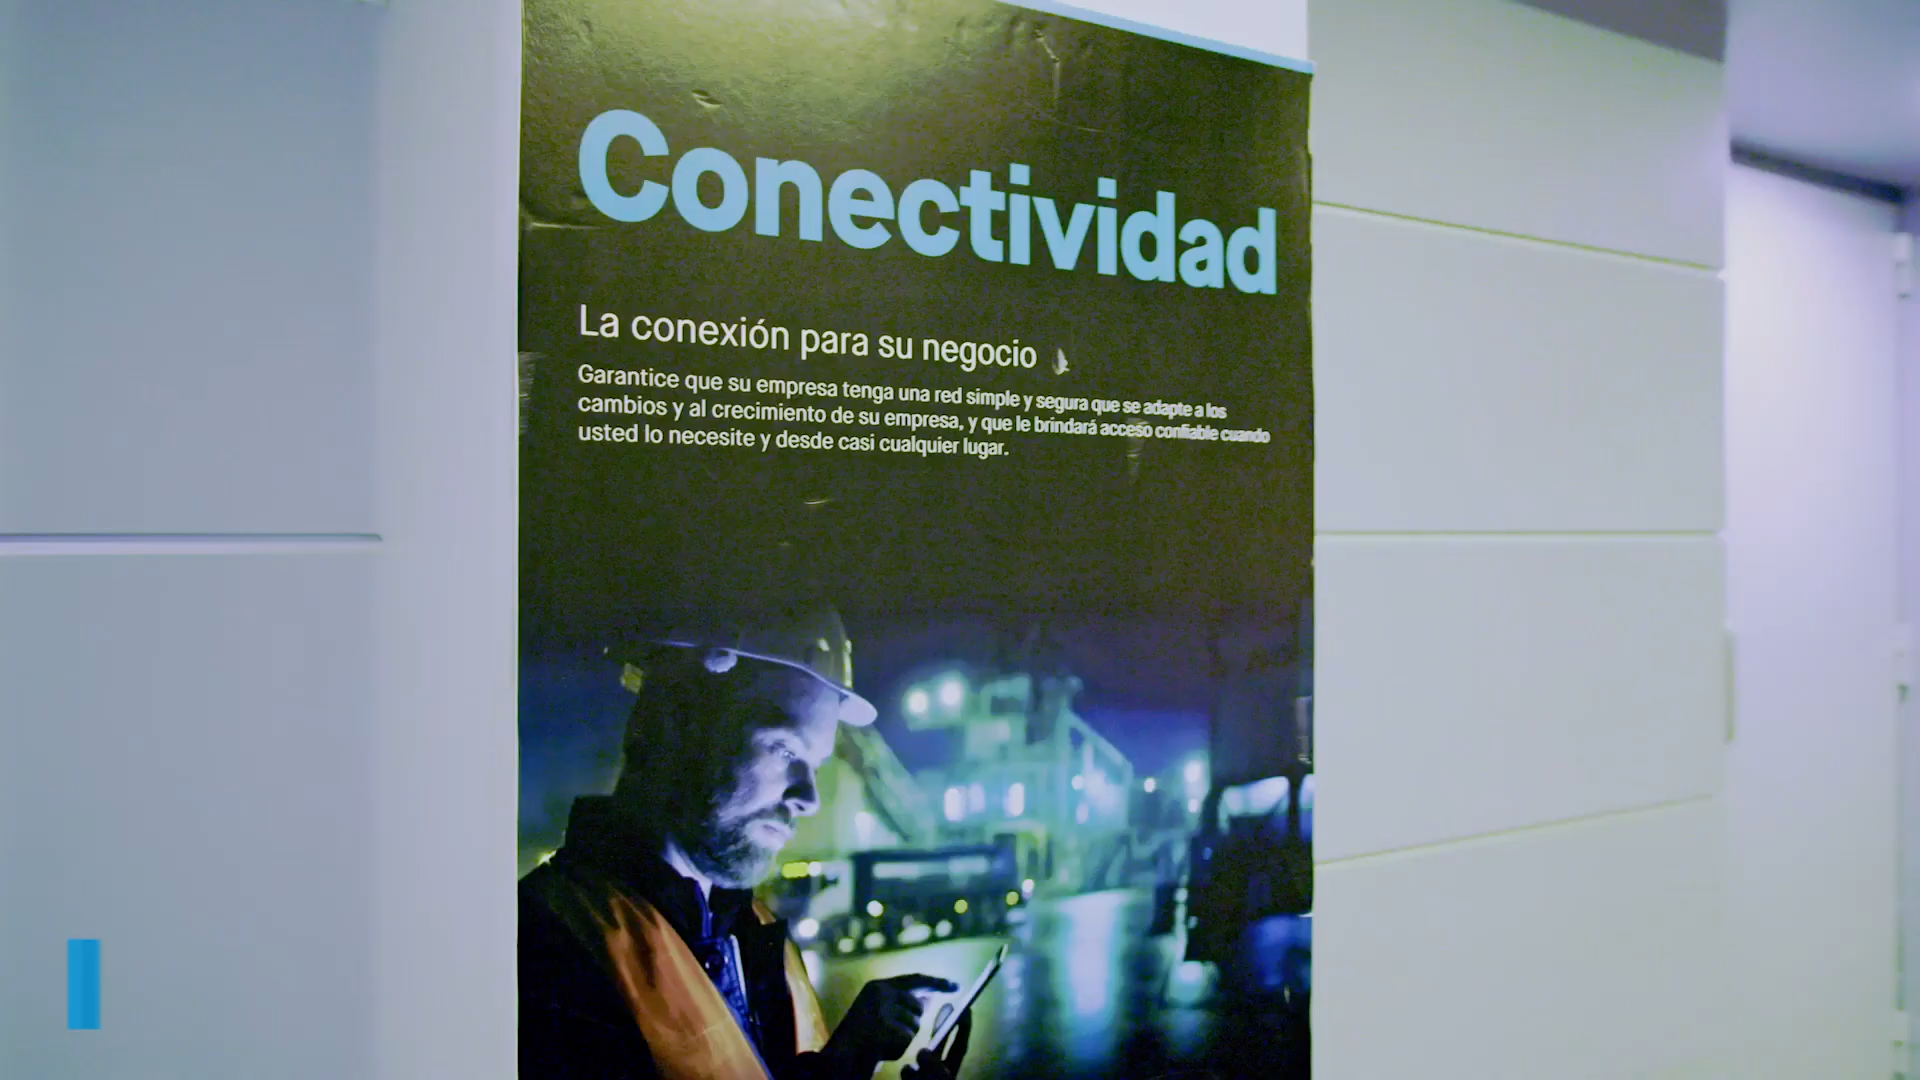 Conectividad
La conexión para su negocio
Garantice que su empresa tenga una red simple y segura que se adapte a los
cambios y al crecimiento de su empresa, y que le brindará acceso confiable cuando
usted lo necesite y desde casi cualquier lugar.